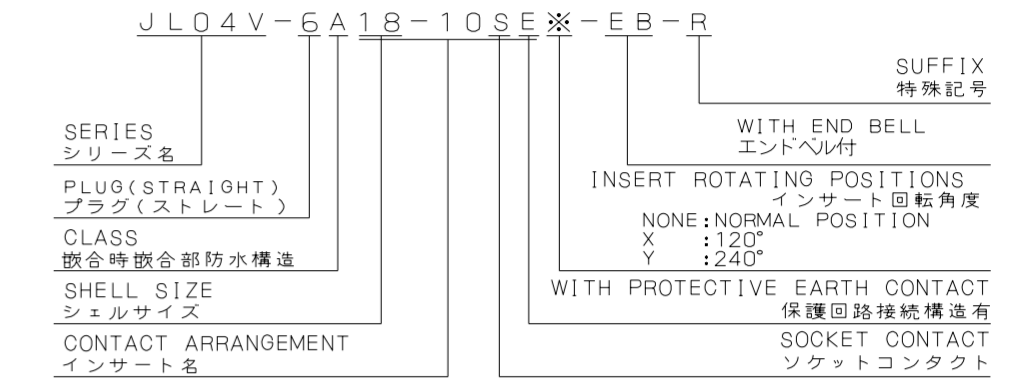 JL04V-6A18-10SE※-EB-R
SUFFIX
特殊記号
WITH END BELL
エンドベル付
INSERT ROTATING POSITIONS
インサート回転角度
NONE:NORMAL POSITION
X :120°
Y :240°
WITH PROTECTIVE EARTH CONTACT
保護回路接続構造有
SOCKET CONTACT
ソケットコンタクト
SERIES
シリーズ名
PLUG(STRAIGHT)
プラグ(ストレート)
CLASS
嵌合時嵌合部防水構造
SHELL SIZE
シェルサイズ
CONTACT ARRANGEMENT
インサート名